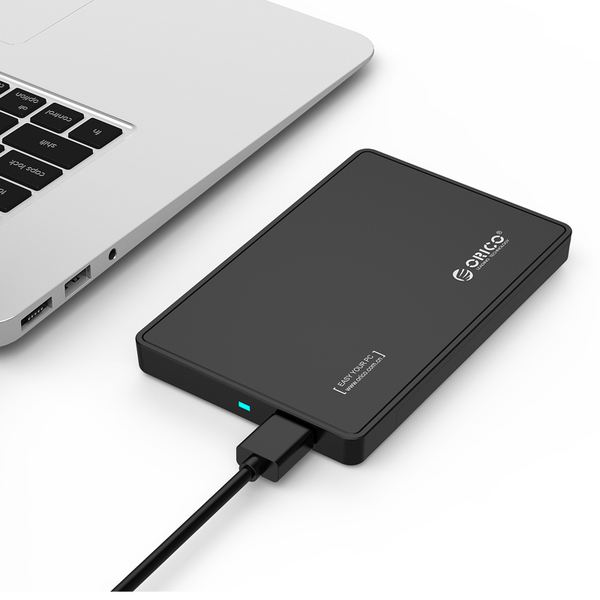 option
alt
control
fn
shift
caps lock
ORICO®
[ EASY YOUR PC
www.orico.com.cn ]